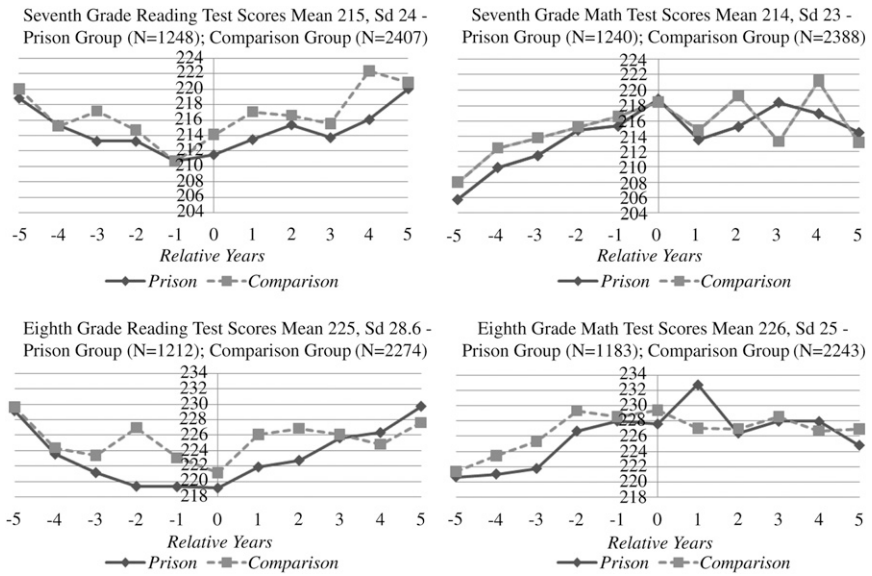 Seventh Grade Reading Test Scores Mean 215, Sd 24 -
Prison Group (N=1248); Comparison Group (N=2407)
224
222
220
218
216
214
212
210
208
206
204
-5 -4 -3 -2 -1 0 1 2 3 4 5
Relative Years
Prison Comparison
Seventh Grade Math Test Scores Mean 214, Sd 23 -
Prison Group (N=1240); Comparison Group (N=2388)
224
222
220
218
216
214
212
210
208
206
204
-5 -4 -3 -2 -1 0 1 2 3 4 5
Relative Years
Prison Comparison
Eighth Grade Reading Test Scores Mean 225, Sd 28.6 -
Prison Group (N=1212); Comparison Group (N=2274)
234
232
230
228
226
224
222
220
218
-5 -4 -3 -2 -1 0 1 2 3 4 5
Relative Years
Prison Comparison
Eighth Grade Math Test Scores Mean 226, Sd 25 -
Prison Group (N=1183); Comparison Group (N=2243)
234
232
230
228
226
224
222
220
218
-5 -4 -3 -2 -1 0 1 2 3 4 5
Relative Years
Prison Comparison